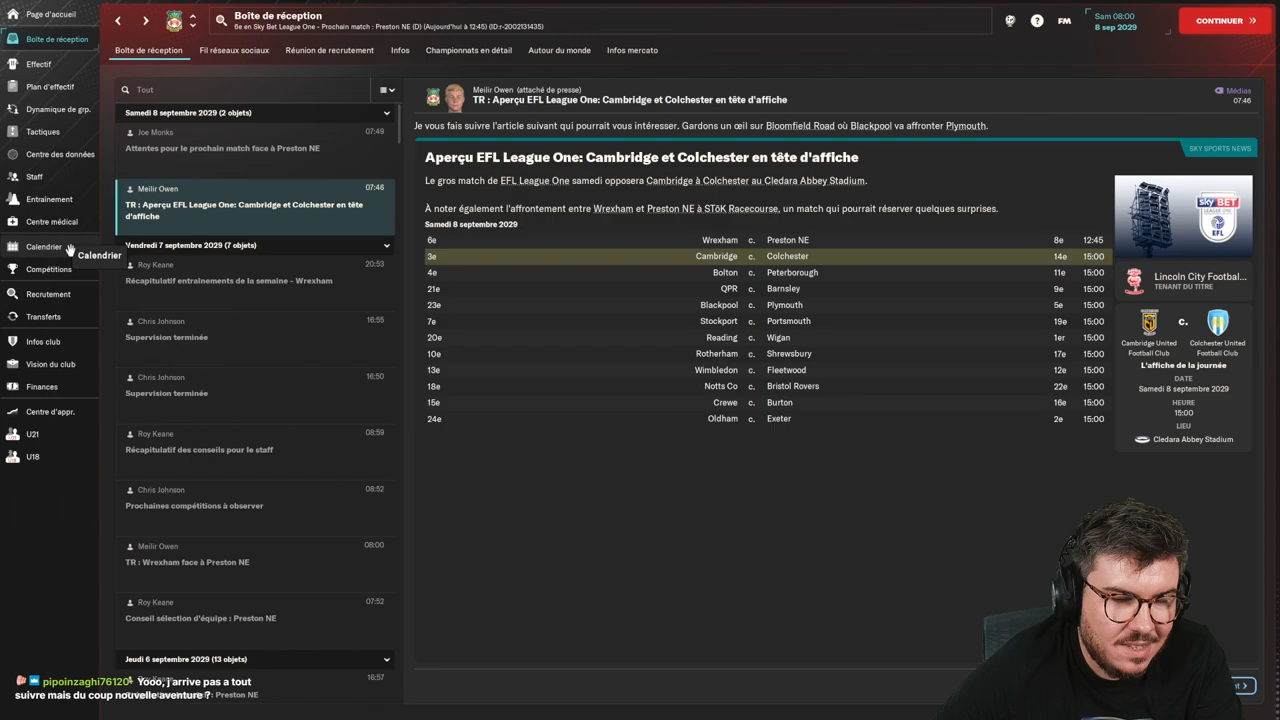 Page d'accueil
Boîte de réception
Effectif
Plan d'effectif
Dynamique de grp.
Tactiques
Centre des données
Staff
Entraînement
Centre médical
Calendrier
Calendrier
Compétitions
Recrutement
Transferts
Infos club
Vision du club
Finances
Centre d'appr.
U21
U18
Boîte de réception
6e en Sky Bet League One - Prochain match : Preston NE (D) (Aujourd'hui à 12:45) (ID:r-2002131435)
FM
Sam 08:00
8 sep 2029
CONTINUER
Boîte de réception Fil réseaux sociaux Réunion de recrutement Infos Championnats en détail Autour du monde Infos mercato
Tout
Samedi 8 septembre 2029 (2 objets)
Joe Monks 07:49
Attentes pour le prochain match face à Preston NE
Meilir Owen 07:46
TR : Aperçu EFL League One: Cambridge et Colchester en tête
d'affiche
Vendredi 7 septembre 2029 (7 objets)
Roy Keane 20:53
Récapitulatif entraînements de la semaine - Wrexham
Chris Johnson 16:55
Supervision terminée
Chris Johnson 16:50
Supervision terminée
Roy Keane 08:59
Récapitulatif des conseils pour le staff
Chris Johnson 08:52
Prochaines compétitions à observer
Meilir Owen 08:00
TR : Wrexham face à Preston NE
Roy Keane 07:52
Conseil sélection d'équipe : Preston NE
Jeudi 6 septembre 2029 (13 objets)
16:57
Preston NE
pipoinzaghi76120 Yooo, j'arrive pas a tout
suivre mais du coup nouvelle aventure ?
Meilir Owen (attaché de presse)
TR : Aperçu EFL League One: Cambridge et Colchester en tête d'affiche
Médias
07:46
Je vous fais suivre l'article suivant qui pourrait vous intéresser. Gardons un œil sur Bloomfield Road où Blackpool va affronter Plymouth.
SKY SPORTS NEWS
Aperçu EFL League One: Cambridge et Colchester en tête d'affiche
Le gros match de EFL League One samedi opposera Cambridge à Colchester au Cledara Abbey Stadium.
À noter également l'affrontement entre Wrexham et Preston NE à STōK Racecourse, un match qui pourrait réserver quelques surprises.
Samedi 8 septembre 2029
6e Wrexham c. Preston NE 8e 12:45
3e Cambridge c. Colchester 14e 15:00
4e Bolton c. Peterborough 11e 15:00
21e QPR c. Barnsley 9e 15:00
23e Blackpool c. Plymouth 5e 15:00
7e Stockport c. Portsmouth 19e 15:00
20e Reading c. Wigan 1er 15:00
10e Rotherham c. Shrewsbury 17e 15:00
13e Wimbledon c. Fleetwood 12e 15:00
18e Notts Co c. Bristol Rovers 22e 15:00
15e Crewe c. Burton 16e 15:00
24e Oldham c. Exeter 2e 15:00
sky BET
LEAGUE ONE
EFL
Lincoln City Footbal...
TENANT DU TITRE
c.
Cambridge United
Football Club
Colchester United
Football Club
L'affiche de la journée
DATE
Samedi 8 septembre 2029
HEURE
15:00
LIEU
Cledara Abbey Stadium